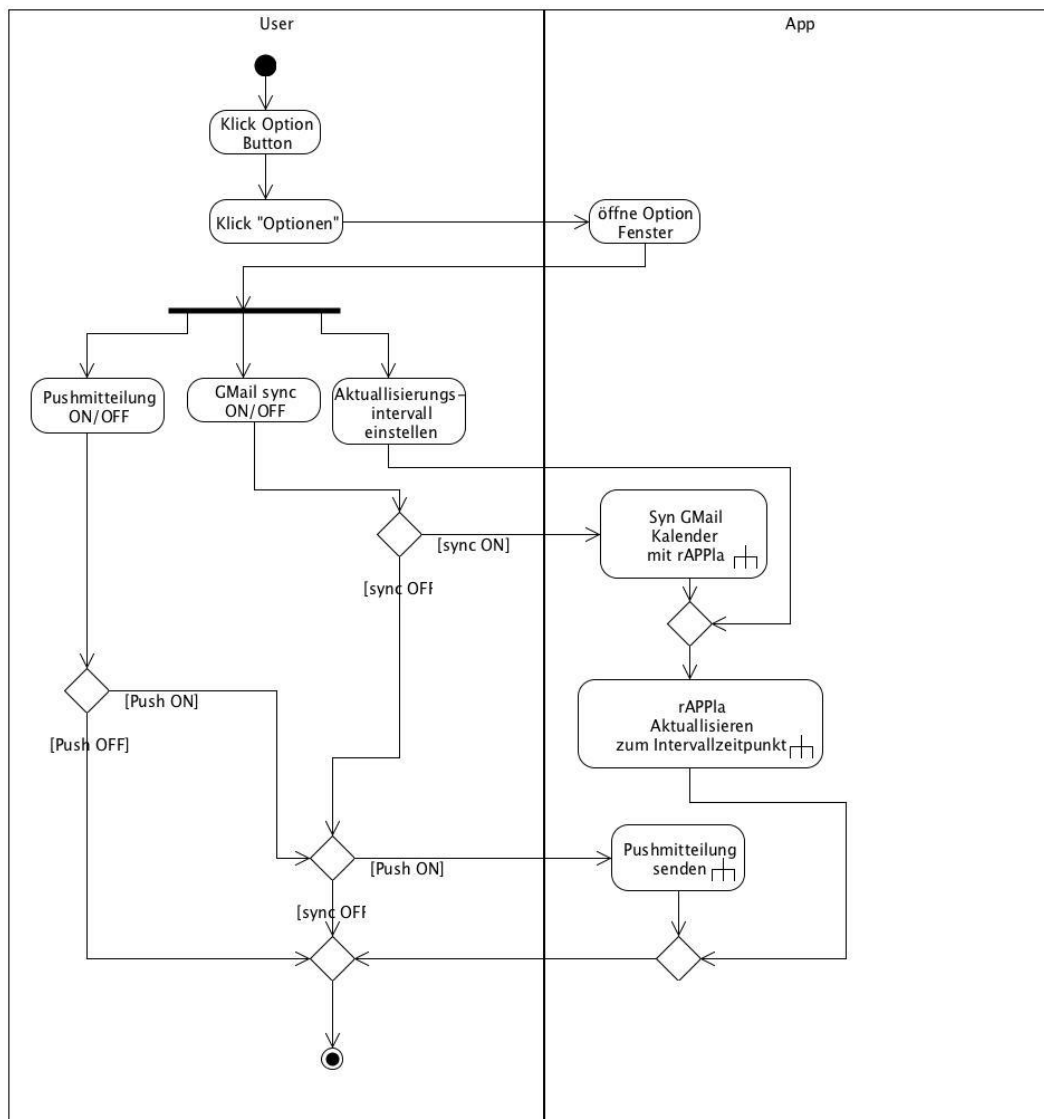 User
App
Klick Option
Button
Klick "Optionen"
öffne Option
Fenster
Pushmitteilung
ON/OFF
GMail sync
ON/OFF
Aktuallisierungs-
intervall
einstellen
Syn GMail
Kalender
mit rAPPla
[sync ON]
[sync OFF
[Push ON]
[Push OFF]
rAPPla
Aktuallisieren
zum Intervallzeitpunkt
Pushmitteilung
senden
[Push ON]
[sync OFF